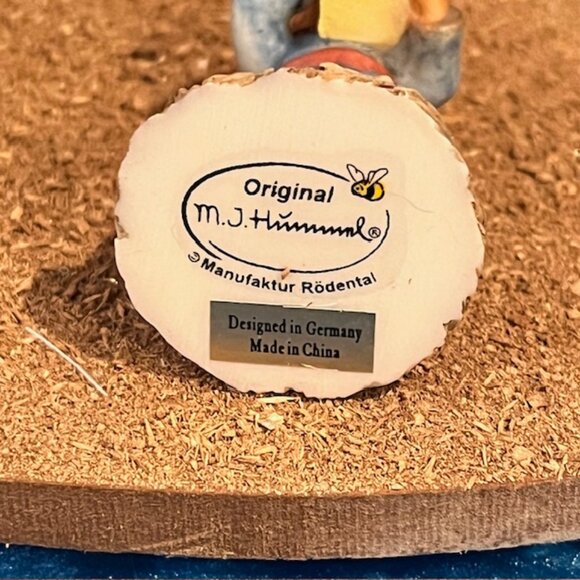 Original
M.J.Hummel®
©Manufaktur Rödental
Designed in Germany
Made in China